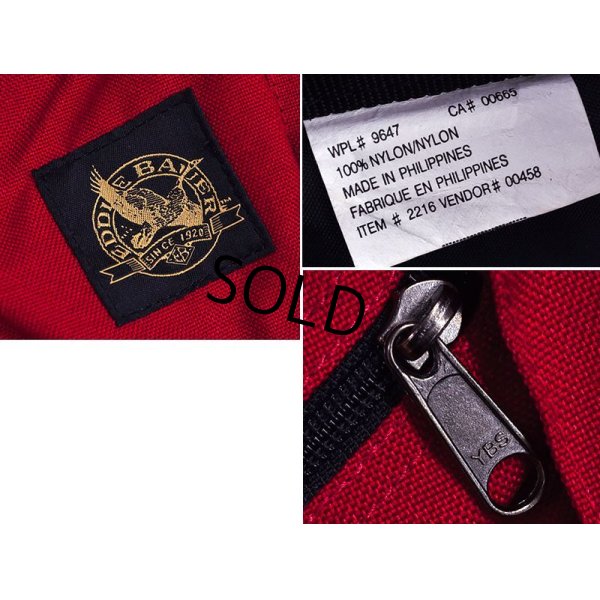 EDDIE BAUER
SINCE 1920
WPL# 9647 CA# 00665
100% NYLON/NYLON
MADE IN PHILIPPINES
FABRIQUE EN PHILIPPINES
ITEM # 2216 VENDOR# 00458
SOLD
YBS